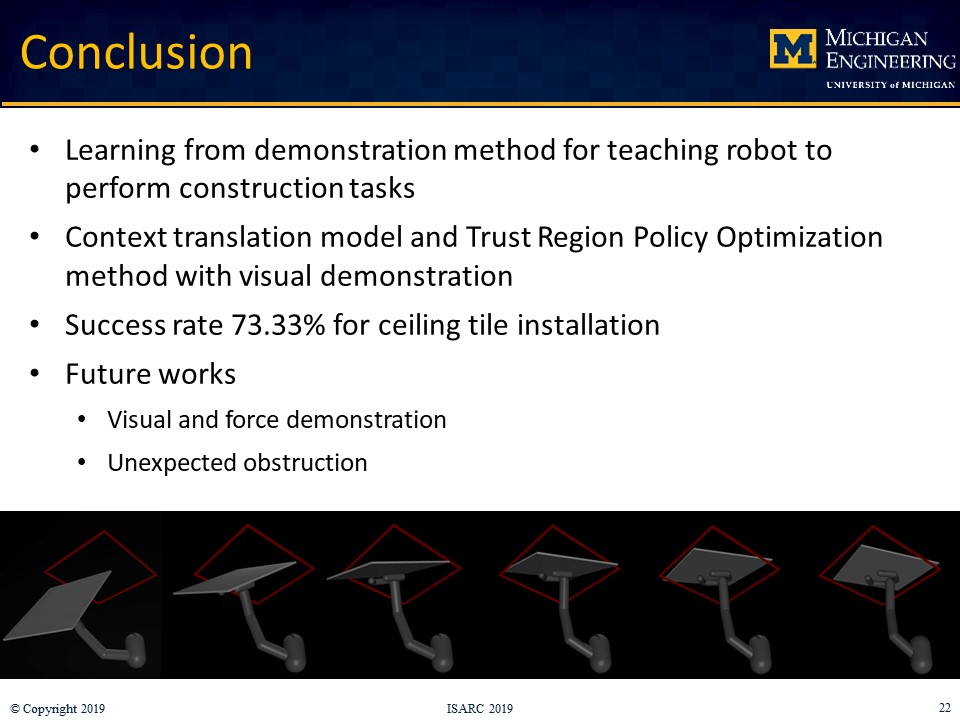 Conclusion
MICHIGAN
ENGINEERING
UNIVERSITY of MICHIGAN
• Learning from demonstration method for teaching robot to
perform construction tasks
• Context translation model and Trust Region Policy Optimization
method with visual demonstration
• Success rate 73.33% for ceiling tile installation
• Future works
• Visual and force demonstration
• Unexpected obstruction
© Copyright 2019
ISARC 2019
22